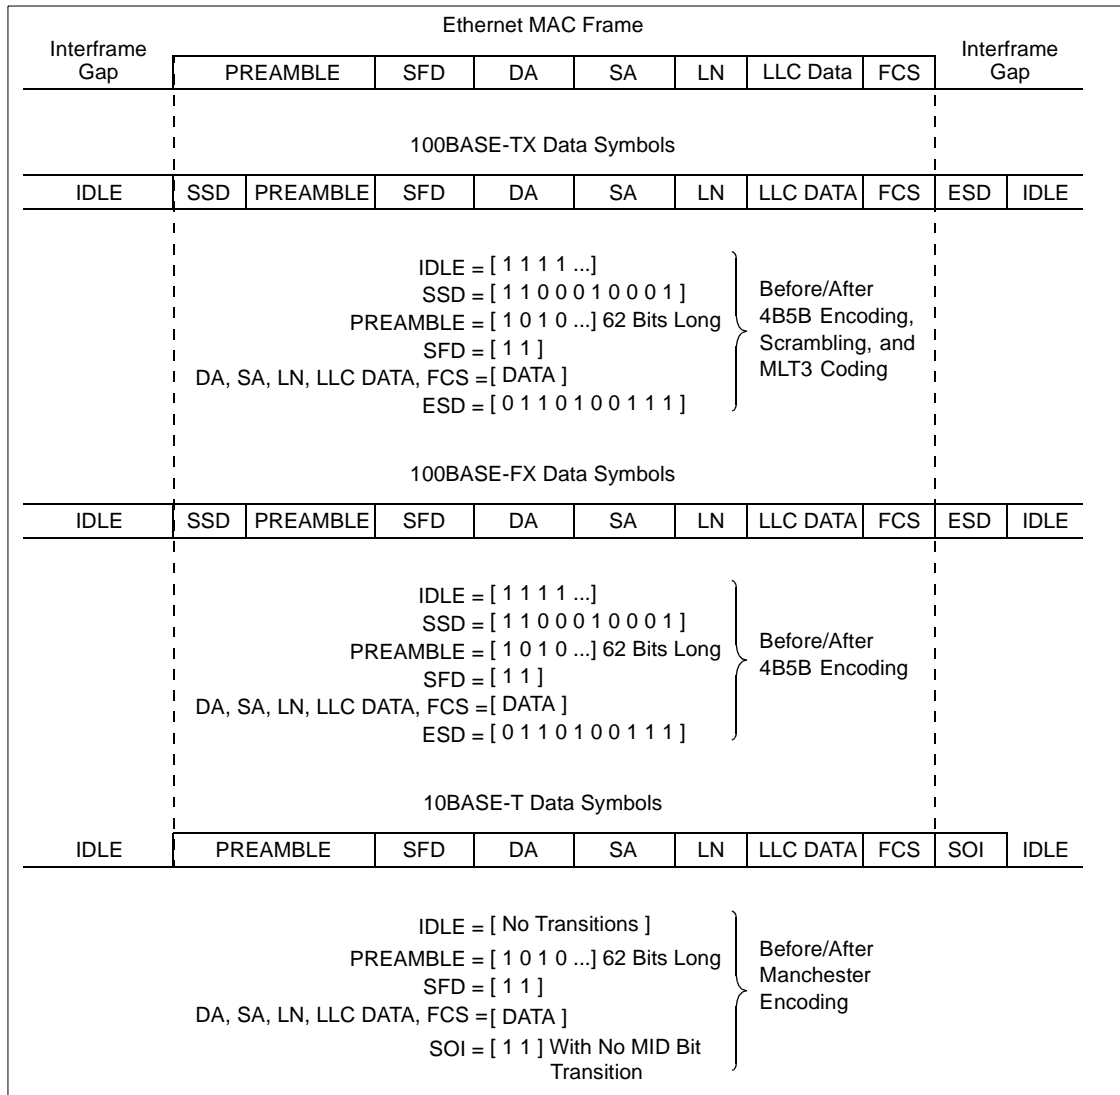 Ethernet MAC Frame
Interframe Gap
PREAMBLE SFD DA SA LN LLC Data FCS
Interframe Gap
100BASE-TX Data Symbols
IDLE SSD PREAMBLE SFD DA SA LN LLC DATA FCS ESD IDLE
IDLE = [ 1 1 1 1 ...]
SSD = [ 1 1 0 0 0 1 0 0 0 1 ]
PREAMBLE = [ 1 0 1 0 ...] 62 Bits Long
SFD = [ 1 1 ]
DA, SA, LN, LLC DATA, FCS = [ DATA ]
ESD = [ 0 1 1 0 1 0 0 1 1 1 ]
Before/After
4B5B Encoding,
Scrambling, and
MLT3 Coding
100BASE-FX Data Symbols
IDLE SSD PREAMBLE SFD DA SA LN LLC DATA FCS ESD IDLE
IDLE = [ 1 1 1 1 ...]
SSD = [ 1 1 0 0 0 1 0 0 0 1 ]
PREAMBLE = [ 1 0 1 0 ...] 62 Bits Long
SFD = [ 1 1 ]
DA, SA, LN, LLC DATA, FCS = [ DATA ]
ESD = [ 0 1 1 0 1 0 0 1 1 1 ]
Before/After
4B5B Encoding
10BASE-T Data Symbols
IDLE PREAMBLE SFD DA SA LN LLC DATA FCS SOI IDLE
IDLE = [ No Transitions ]
PREAMBLE = [ 1 0 1 0 ...] 62 Bits Long
SFD = [ 1 1 ]
DA, SA, LN, LLC DATA, FCS = [ DATA ]
SOI = [ 1 1 ] With No MID Bit
Transition
Before/After
Manchester
Encoding